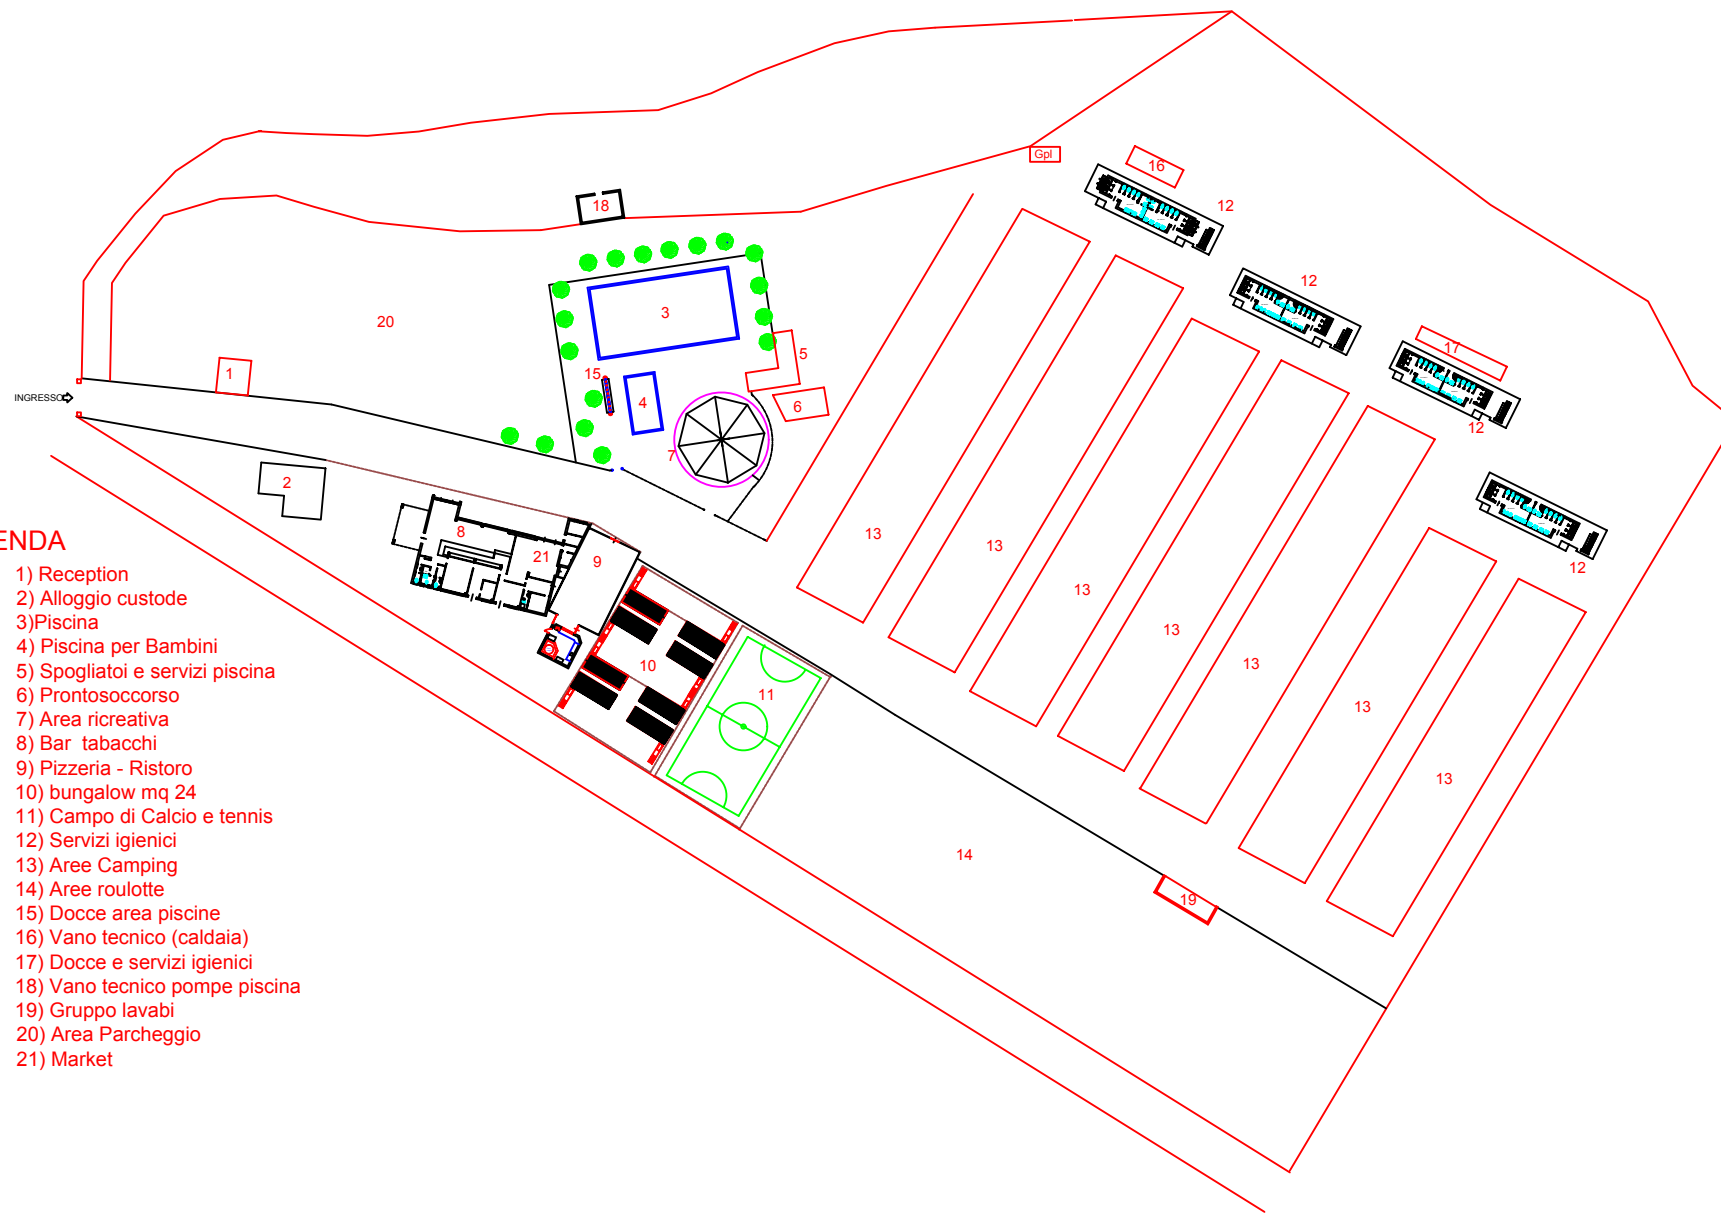 Gpl
16
12
18
12
3
20
17
5
1
15
INGRESSO
4
6
12
7
2
8
13
21
9
13
12
13
13
10
13
11
13
13
14
19
ENDA
1) Reception
2) Alloggio custode
3)Piscina
4) Piscina per Bambini
5) Spogliatoi e servizi piscina
6) Prontosoccorso
7) Area ricreativa
8) Bar tabacchi
9) Pizzeria - Ristoro
10) bungalow mq 24
11) Campo di Calcio e tennis
12) Servizi igienici
13) Aree Camping
14) Aree roulotte
15) Docce area piscine
16) Vano tecnico (caldaia)
17) Docce e servizi igienici
18) Vano tecnico pompe piscina
19) Gruppo lavabi
20) Area Parcheggio
21) Market